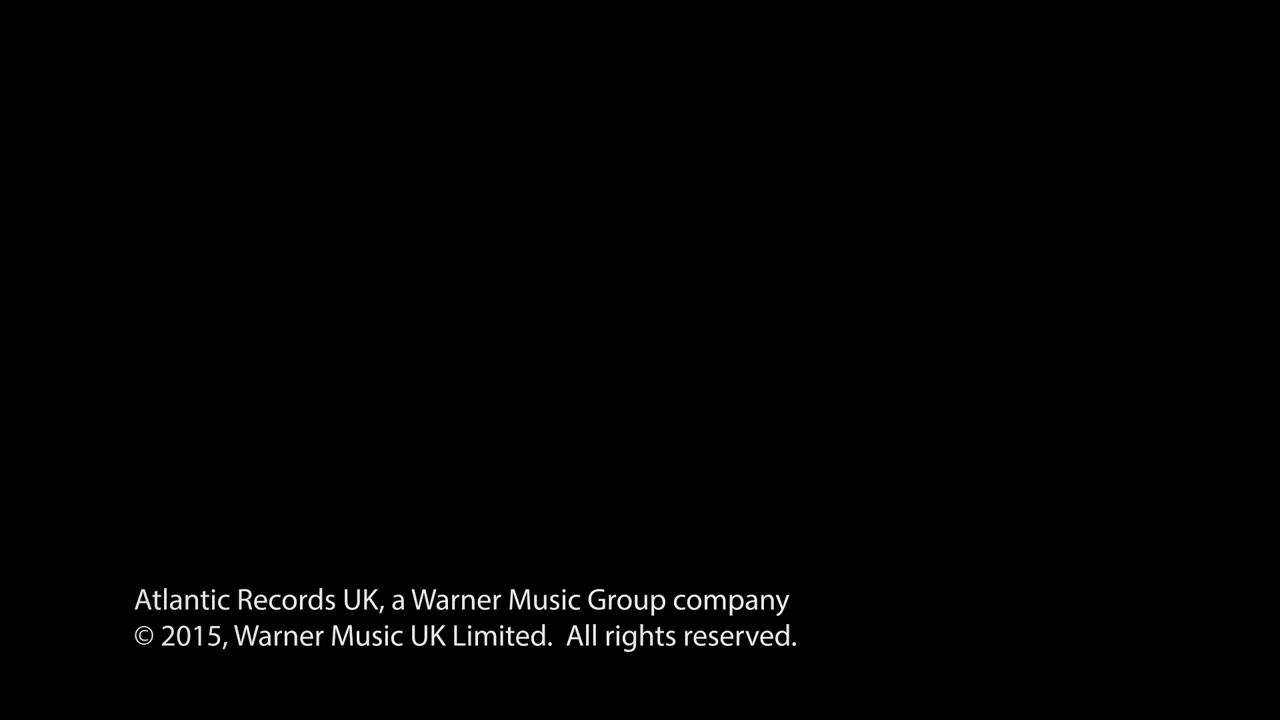 Atlantic Records UK, a Warner Music Group company
© 2015, Warner Music UK Limited.  All rights reserved.